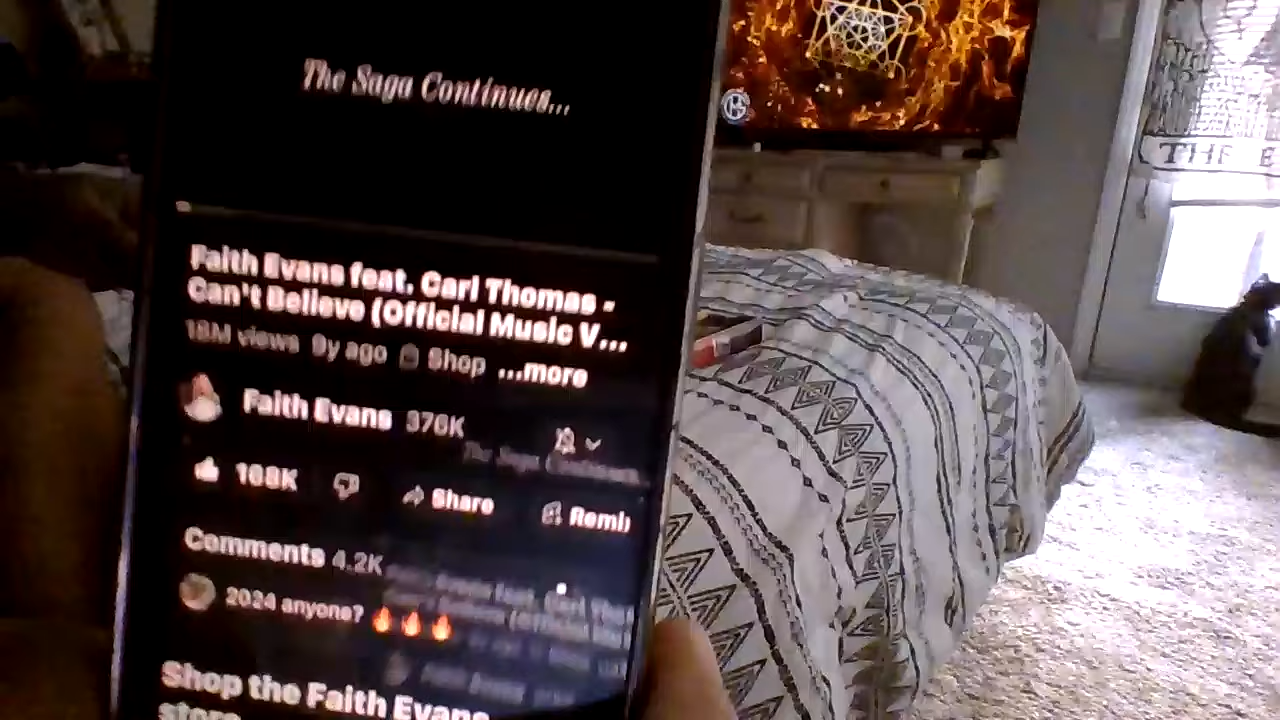 The Saga Continues...
Faith Evans feat. Carl Thomas -
Can't Believe (Official Music V...
18M views 9y ago Shop ...more
Faith Evans 376K
168K Share Remi
Comments 4.2K
2024 anyone? 🔥🔥🔥
Shop the Faith Evans
store